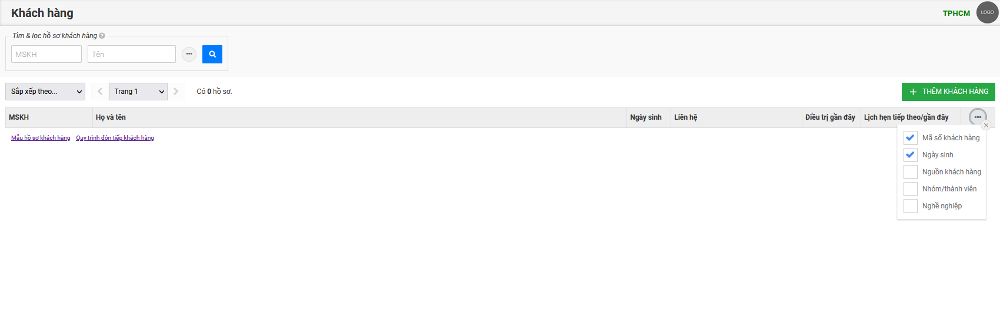 Khách hàng
TPHCM
LOGO
Tìm & lọc hồ sơ khách hàng ?
MSKH
Tên
Sắp xếp theo...
Trang 1
Có 0 hồ sơ.
THÊM KHÁCH HÀNG
MSKH
Họ và tên
Ngày sinh
Liên hệ
Điều trị gần đây
Lịch hẹn tiếp theo/gần đây
Mẫu hồ sơ khách hàng
Quy trình đón tiếp khách hàng
Mã số khách hàng
Ngày sinh
Nguồn khách hàng
Nhóm/thành viên
Nghề nghiệp